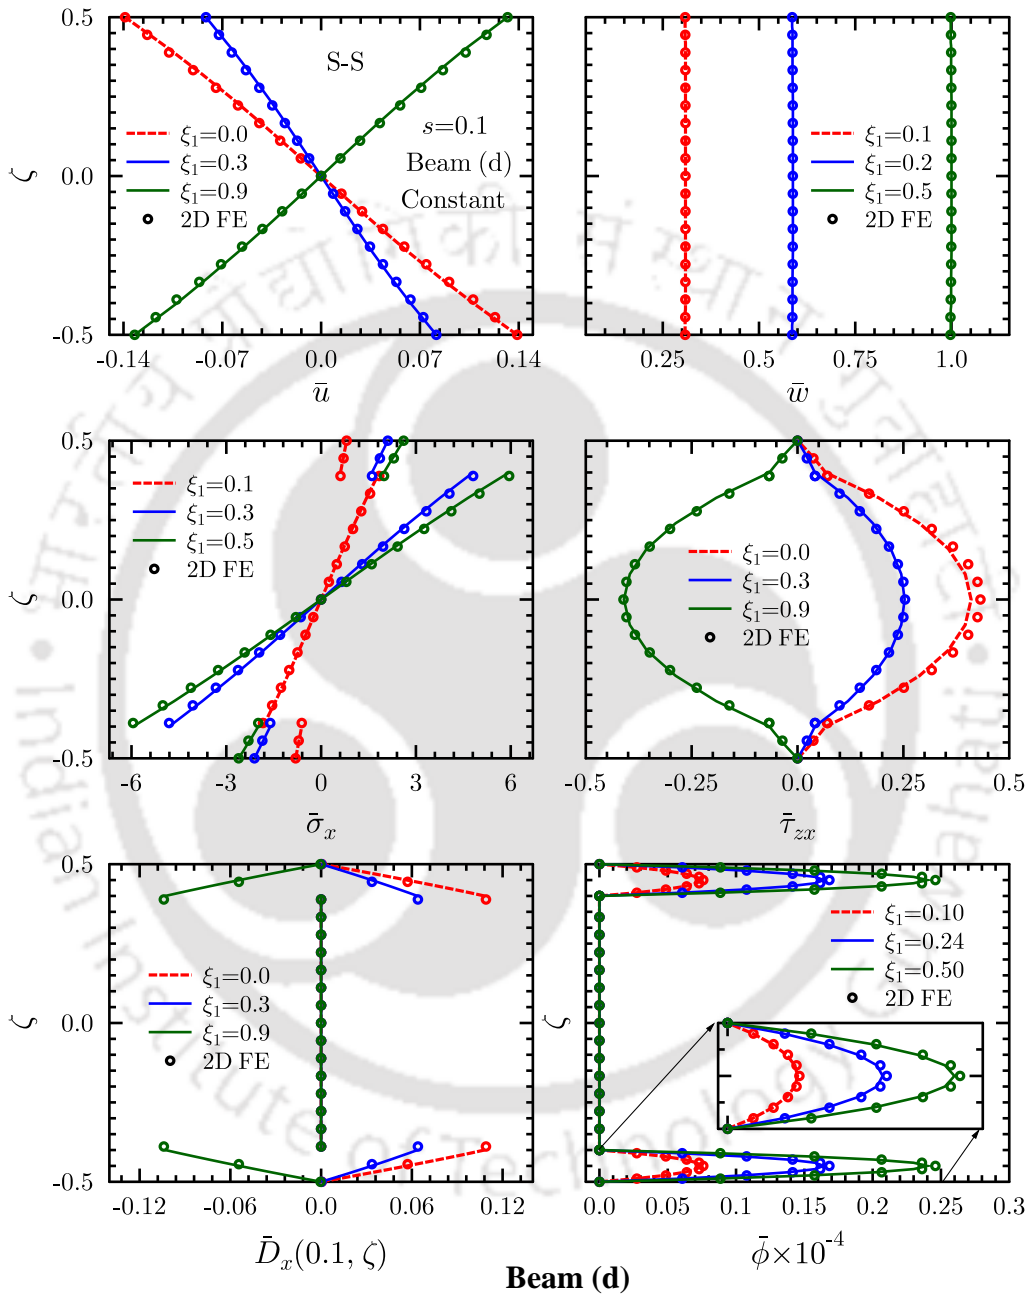 0.5
0.0
-0.5
ζ
S-S
s=0.1
Beam (d)
Constant
ξ₁=0.0
ξ₁=0.3
ξ₁=0.9
2D FE
-0.14 -0.07 0.0 0.07 0.14
ū
ξ₁=0.1
ξ₁=0.2
ξ₁=0.5
2D FE
0.25 0.50 0.75 1.0
w̄
0.5
0.0
-0.5
ζ
ξ₁=0.1
ξ₁=0.3
ξ₁=0.5
2D FE
-6 -3 0 3 6
σ̄ₓ
ζ
ξ₁=0.0
ξ₁=0.3
ξ₁=0.9
2D FE
-0.5 -0.25 0.0 0.25 0.5
τ̄zx
0.5
0.0
-0.5
ζ
ξ₁=0.0
ξ₁=0.3
ξ₁=0.9
2D FE
-0.12 -0.06 0.0 0.06 0.12
D̄ₓ(0.1, ζ)
ζ
ξ₁=0.10
ξ₁=0.24
ξ₁=0.50
2D FE
0.0 0.05 0.1 0.15 0.2 0.25 0.3
ϕ̄×10⁻⁴
Beam (d)
Indian Institute of Technology